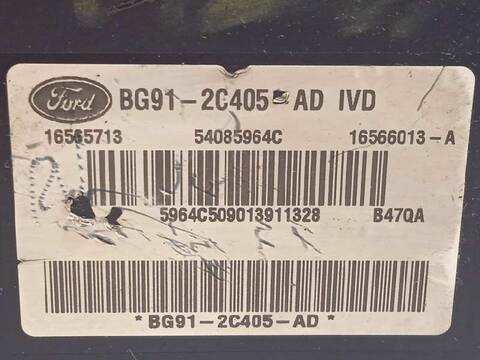 Ford BG91-2C405-AD IVD
16565713 54085964C 16566013-A
5964C509013911328 B47QA
*BG91-2C405-AD*